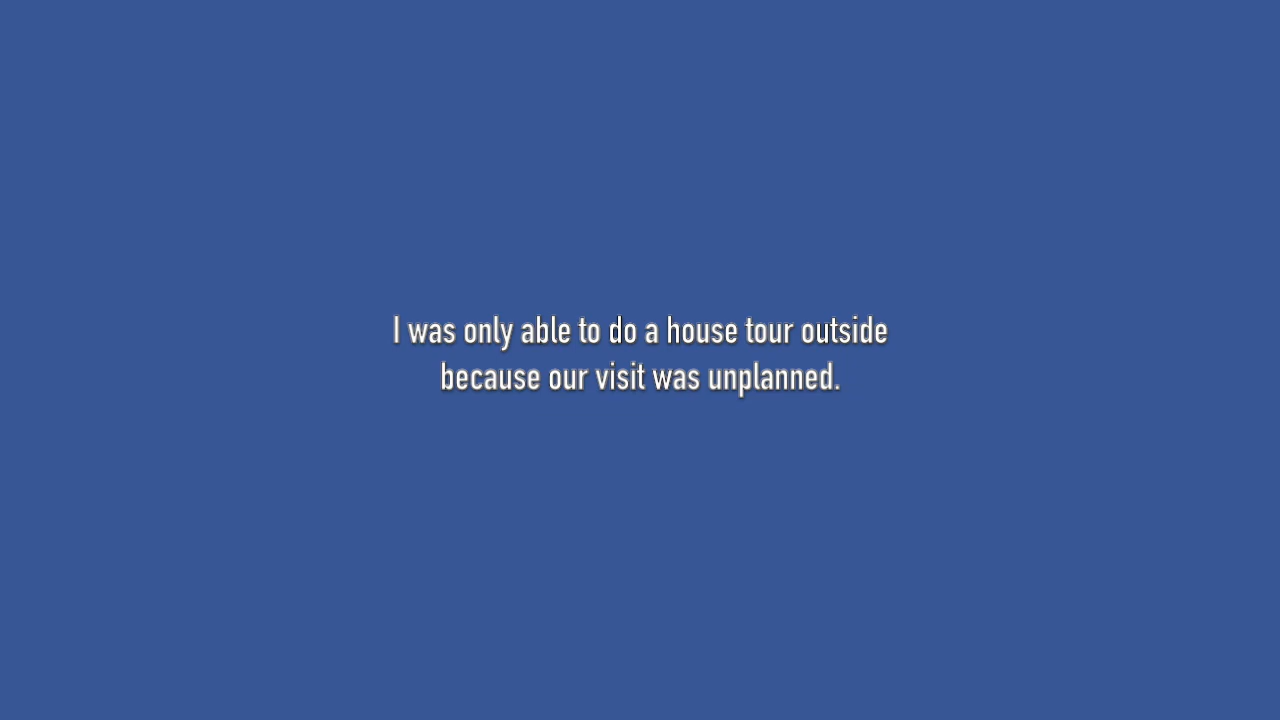 I was only able to do a house tour outside
because our visit was unplanned.